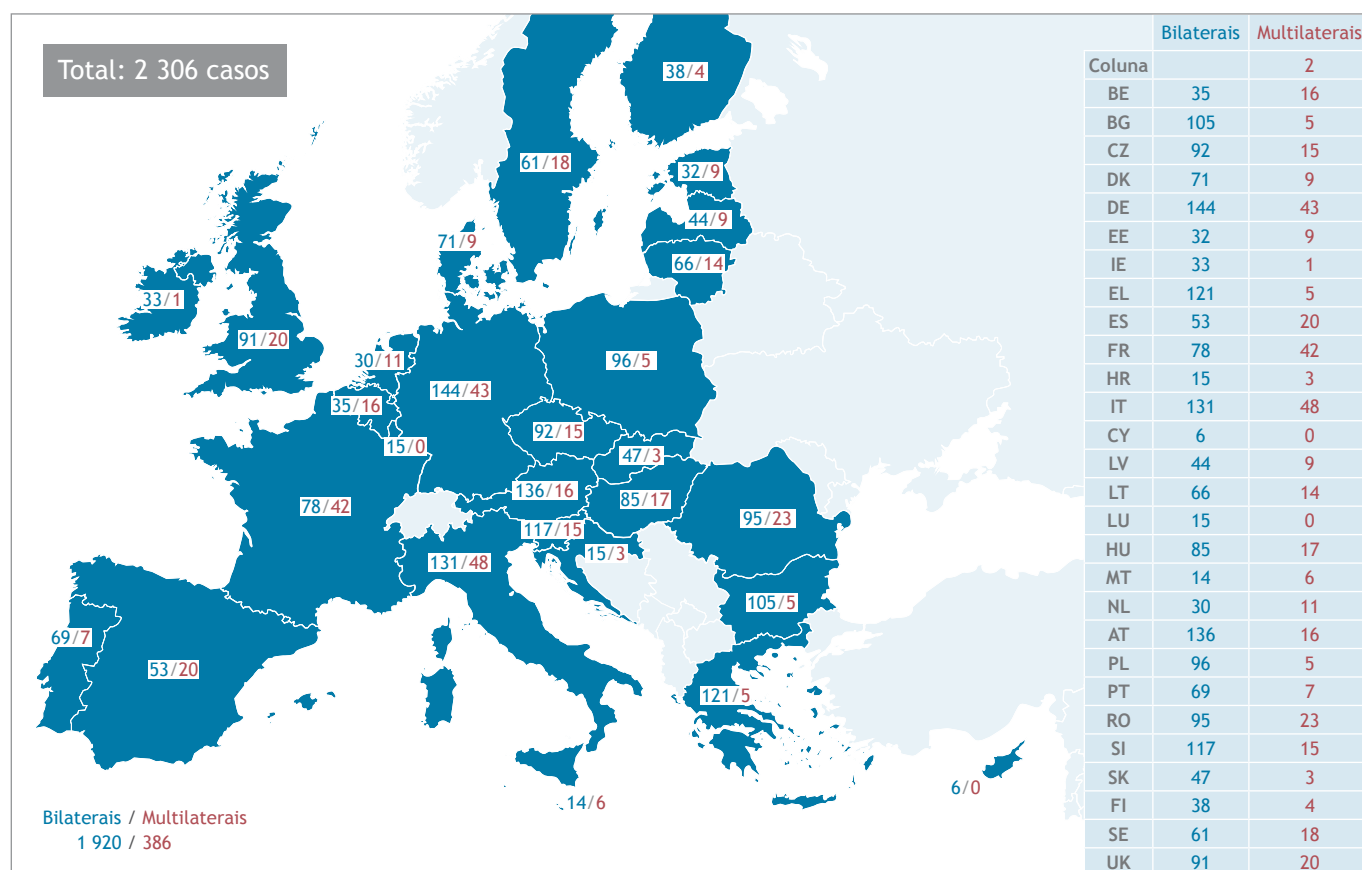 Total: 2 306 casos
38/4
61/18
32/9
44/9
71/9
66/14
33/1
91/20
30/11
96/5
144/43
35/16
92/15
15/0
47/3
136/16
85/17
78/42
95/23
117/15
15/3
131/48
105/5
69/7
53/20
121/5
6/0
14/6
Bilaterais / Multilaterais
1 920 / 386
Bilaterais Multilaterais
Coluna 2
BE 35 16
BG 105 5
CZ 92 15
DK 71 9
DE 144 43
EE 32 9
IE 33 1
EL 121 5
ES 53 20
FR 78 42
HR 15 3
IT 131 48
CY 6 0
LV 44 9
LT 66 14
LU 15 0
HU 85 17
MT 14 6
NL 30 11
AT 136 16
PL 96 5
PT 69 7
RO 95 23
SI 117 15
SK 47 3
FI 38 4
SE 61 18
UK 91 20